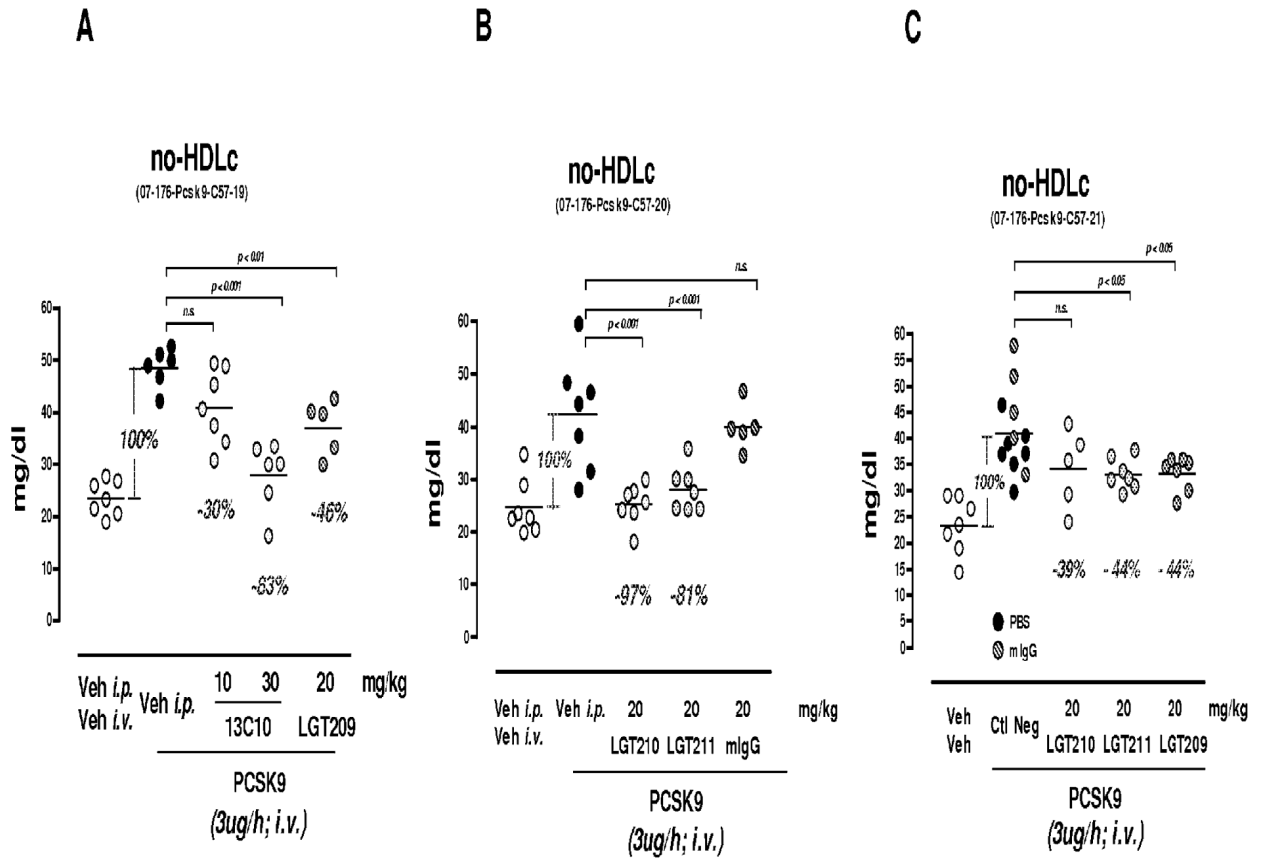 A
no-HDLc
(07-176-Pcsk9-C57-19)
p < 0.01
p < 0.001
n.s.
60
50
40
30
20
10
0
mg/dl
100%
-30%
-83%
-46%
Veh i.p.
Veh i.v.
Veh i.p.
10 30 20 mg/kg
13C10 LGT209
PCSK9
(3ug/h; i.v.)
B
no-HDLc
(07-176-Pcsk9-C57-20)
n.s.
p < 0.001
p < 0.001
60
50
40
30
20
10
0
mg/dl
100%
-97% -81%
Veh i.p. Veh i.p. 20 20 20 mg/kg
Veh i.v. LGT210 LGT211 mIgG
PCSK9
(3ug/h; i.v.)
C
no-HDLc
(07-176-Pcsk9-C57-21)
p < 0.05
p < 0.05
n.s.
60
55
50
45
40
35
30
25
20
15
10
5
0
mg/dl
100%
-39% -44% -44%
PBS
mIgG
Veh
Veh
Ctl Neg
20 20 20 mg/kg
LGT210 LGT211 LGT209
PCSK9
(3ug/h; i.v.)